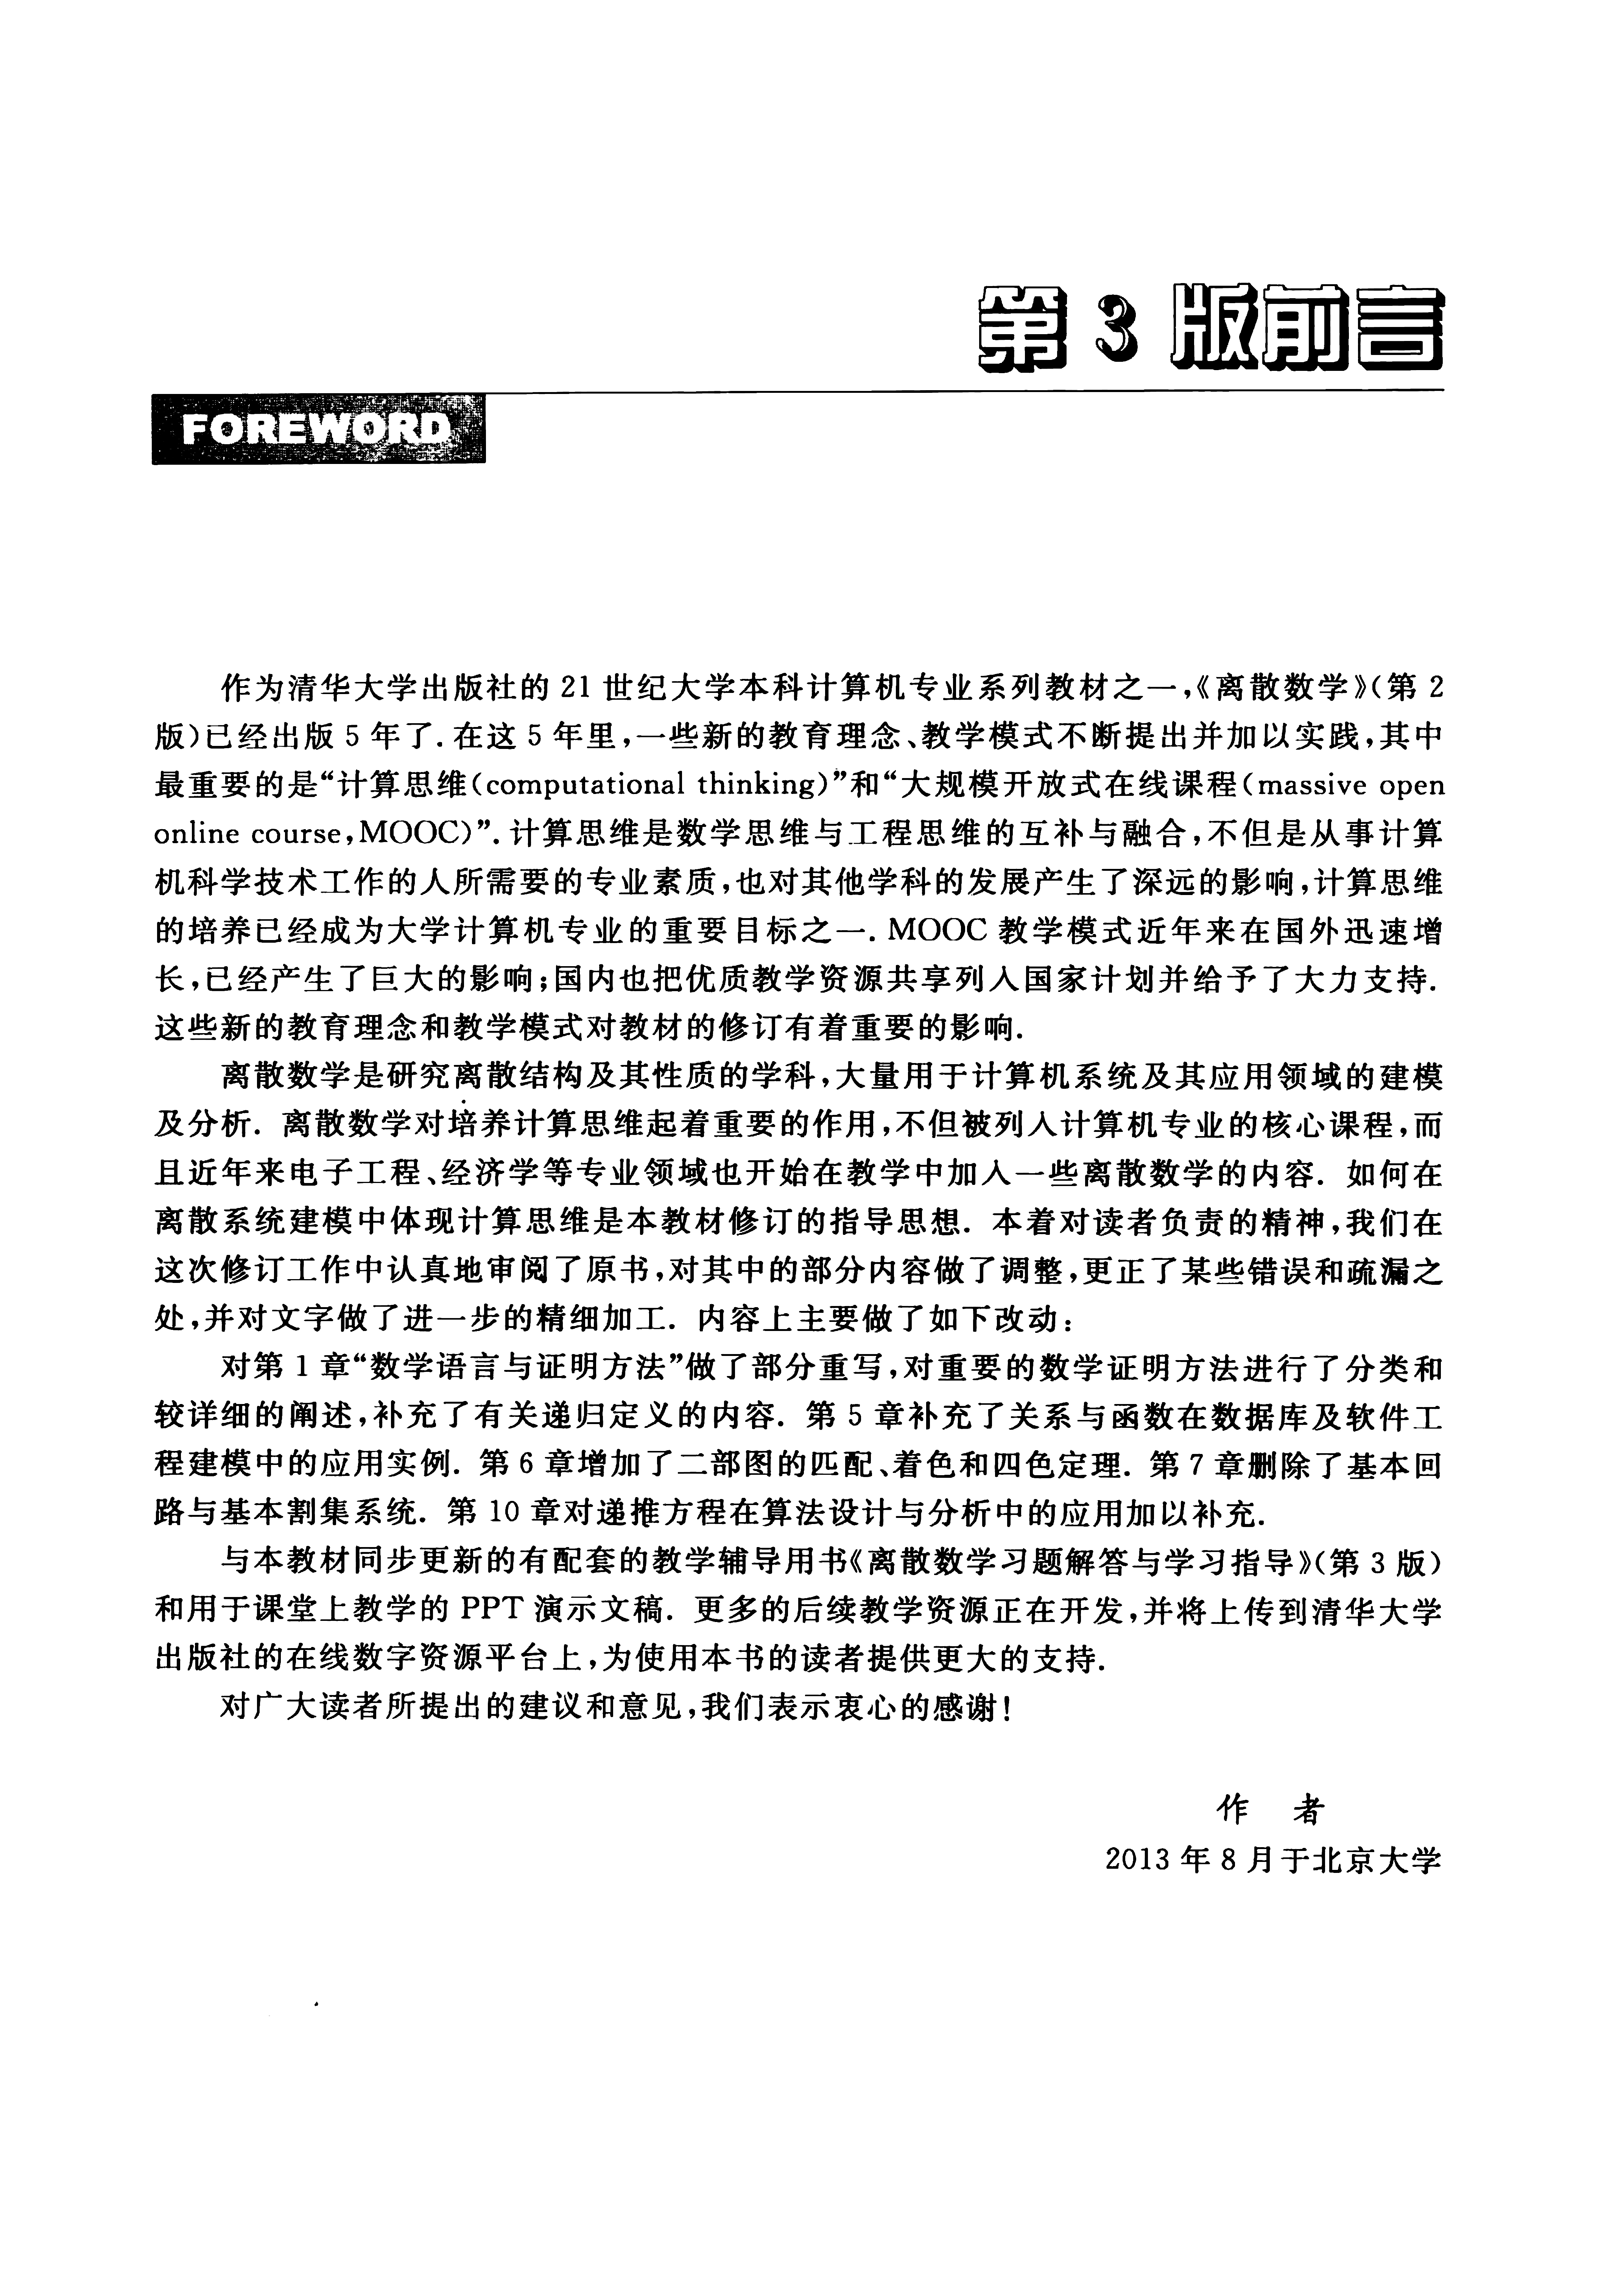 第 3 版前言
FOREWORD
作为清华大学出版社的 21 世纪大学本科计算机专业系列教材之一,《离散数学》(第 2
版)已经出版 5 年了. 在这 5 年里,一些新的教育理念、教学模式不断提出并加以实践,其中
最重要的是“计算思维(computational thinking)”和“大规模开放式在线课程(massive open
online course,MOOC)”. 计算思维是数学思维与工程思维的互补与融合,不但是从事计算
机科学技术工作的人所需要的专业素质,也对其他学科的发展产生了深远的影响,计算思维
的培养已经成为大学计算机专业的重要目标之一. MOOC 教学模式近年来在国外迅速增
长,已经产生了巨大的影响;国内也把优质教学资源共享列入国家计划并给予了大力支持.
这些新的教育理念和教学模式对教材的修订有着重要的影响.
离散数学是研究离散结构及其性质的学科,大量用于计算机系统及其应用领域的建模
及分析. 离散数学对培养计算思维起着重要的作用,不但被列入计算机专业的核心课程,而
且近年来电子工程、经济学等专业领域也开始在教学中加入一些离散数学的内容. 如何在
离散系统建模中体现计算思维是本教材修订的指导思想. 本着对读者负责的精神,我们在
这次修订工作中认真地审阅了原书,对其中的部分内容做了调整,更正了某些错误和疏漏之
处,并对文字做了进一步的精细加工. 内容上主要做了如下改动:
对第 1 章“数学语言与证明方法”做了部分重写,对重要的数学证明方法进行了分类和
较详细的阐述,补充了有关递归定义的内容. 第 5 章补充了关系与函数在数据库及软件工
程建模中的应用实例. 第 6 章增加了二部图的匹配、着色和四色定理. 第 7 章删除了基本回
路与基本割集系统. 第 10 章对递推方程在算法设计与分析中的应用加以补充.
与本教材同步更新的有配套的教学辅导用书《离散数学习题解答与学习指导》(第 3 版)
和用于课堂上教学的 PPT 演示文稿. 更多的后续教学资源正在开发,并将上传到清华大学
出版社的在线数字资源平台上,为使用本书的读者提供更大的支持.
对广大读者所提出的建议和意见,我们表示衷心的感谢!
作 者
2013 年 8 月于北京大学